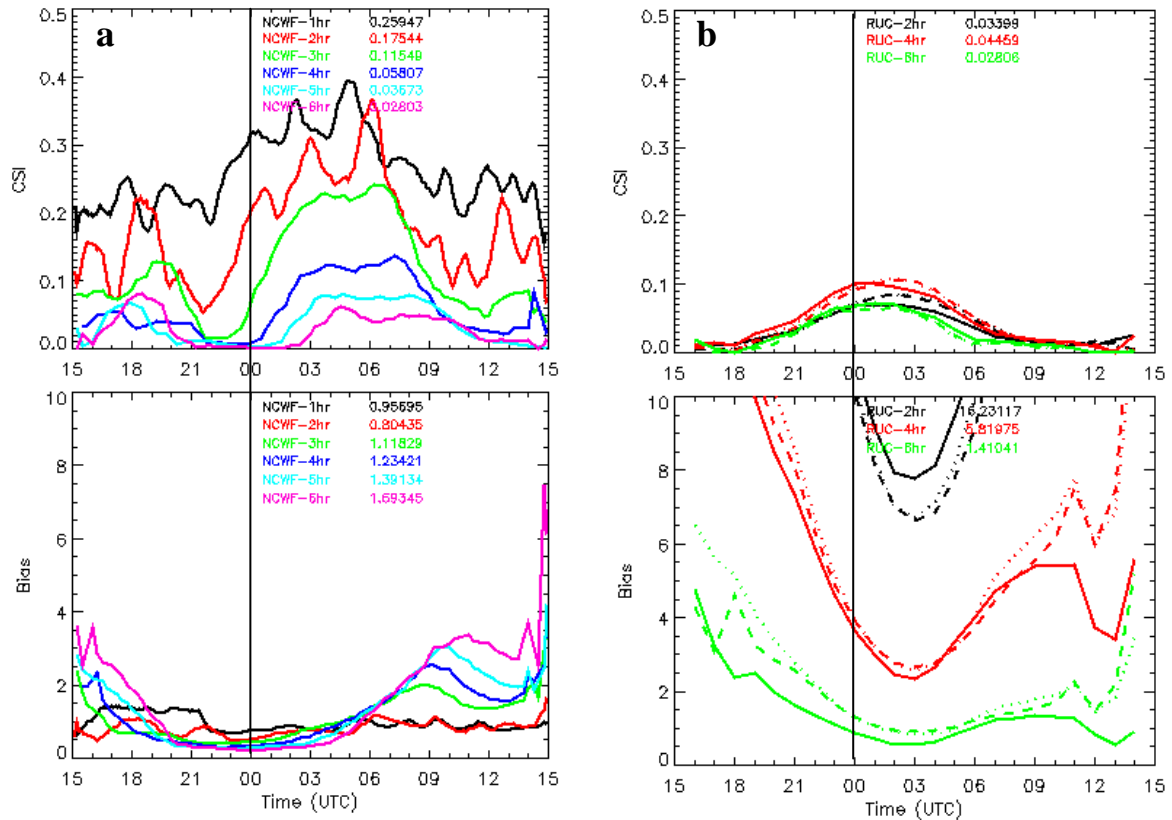 a
NCWF-1hr 0.25947
NCWF-2hr 0.17544
NCWF-3hr 0.11549
NCWF-4hr 0.05807
NCWF-5hr 0.03673
NCWF-6hr 0.02803
0.5
0.4
0.3
0.2
0.1
0.0
CSI
15 18 21 00 03 06 09 12 15
b
RUC-2hr 0.03399
RUC-4hr 0.04459
RUC-6hr 0.02806
0.5
0.4
0.3
0.2
0.1
0.0
CSI
15 18 21 00 03 06 09 12 15
NCWF-1hr 0.95695
NCWF-2hr 0.80435
NCWF-3hr 1.11829
NCWF-4hr 1.23421
NCWF-5hr 1.39134
NCWF-6hr 1.69345
10
8
6
4
2
0
Bias
15 18 21 00 03 06 09 12 15
Time (UTC)
RUC-2hr 16.23117
RUC-4hr 5.81975
RUC-6hr 1.41041
10
8
6
4
2
0
Bias
15 18 21 00 03 06 09 12 15
Time (UTC)